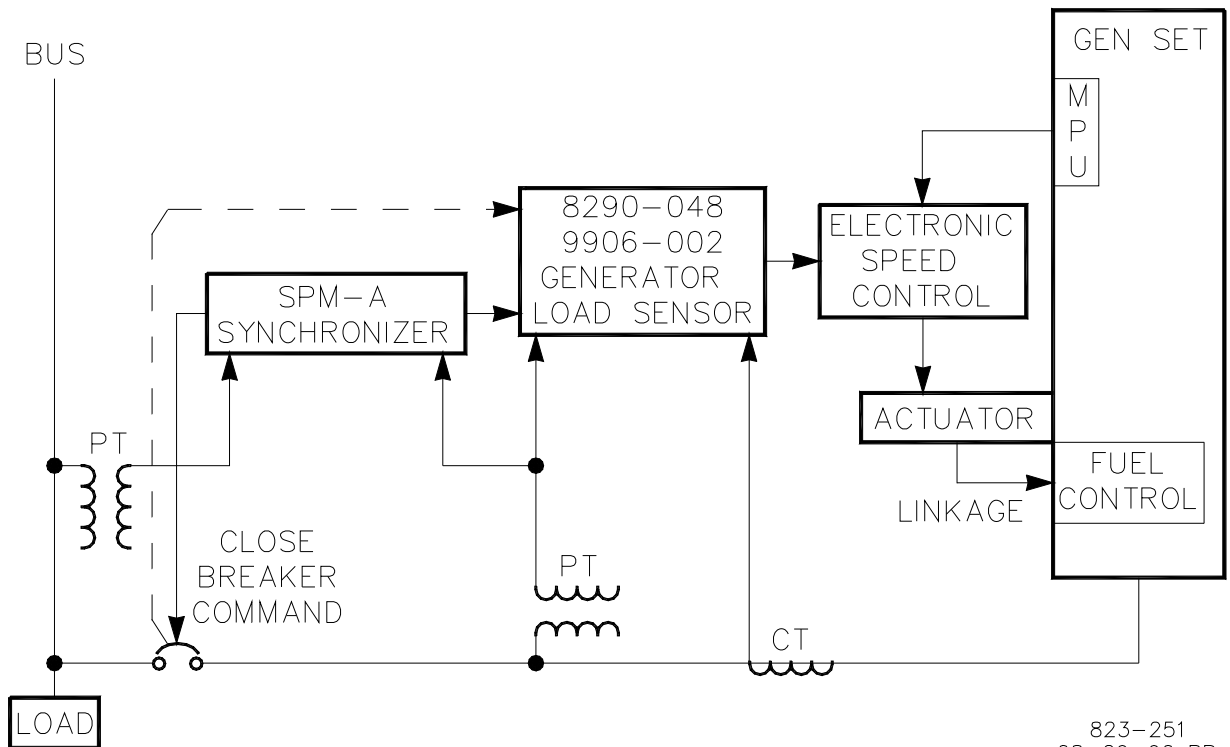 BUS
GEN SET
M
P
U
8290-048
9906-002
GENERATOR
LOAD SENSOR
ELECTRONIC
SPEED
CONTROL
SPM-A
SYNCHRONIZER
ACTUATOR
PT
FUEL
CONTROL
LINKAGE
CLOSE
BREAKER
COMMAND
PT
CT
LOAD
823-251